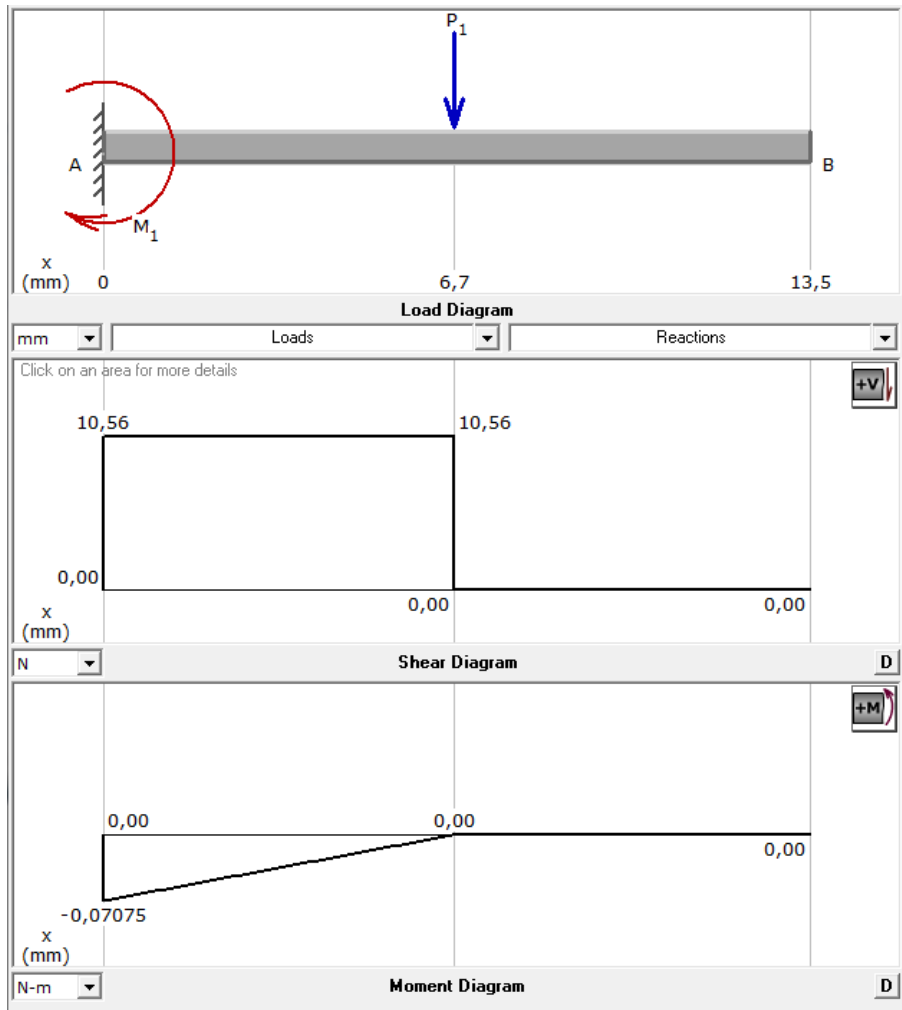 P1
A
B
M1
x
(mm) 0 6,7 13,5
Load Diagram
mm Loads Reactions
Click on an area for more details
+V
10,56 10,56
0,00
0,00 0,00
x
(mm)
N Shear Diagram D
+M
0,00 0,00
0,00
-0,07075
x
(mm)
N-m Moment Diagram D